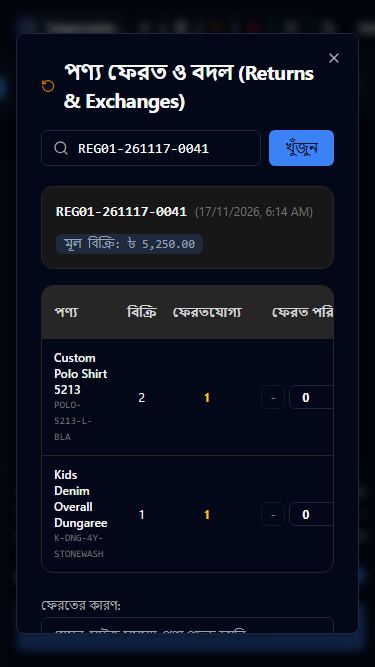 পণ্য ফেরত ও বদল (Returns
& Exchanges)
REG01-261117-0041
খুঁজুন
REG01-261117-0041 (17/11/2026, 6:14 AM)
মূল বিক্রি: ৳ 5,250.00
পণ্য বিক্রি ফেরতযোগ্য ফেরত পরি
Custom
Polo Shirt
5213
POLO-
5213-L-
BLA
2 1 - 0
Kids
Denim
Overall
Dungaree
K-DNG-4Y-
STONEWASH
1 1 - 0
ফেরতের কারণ: